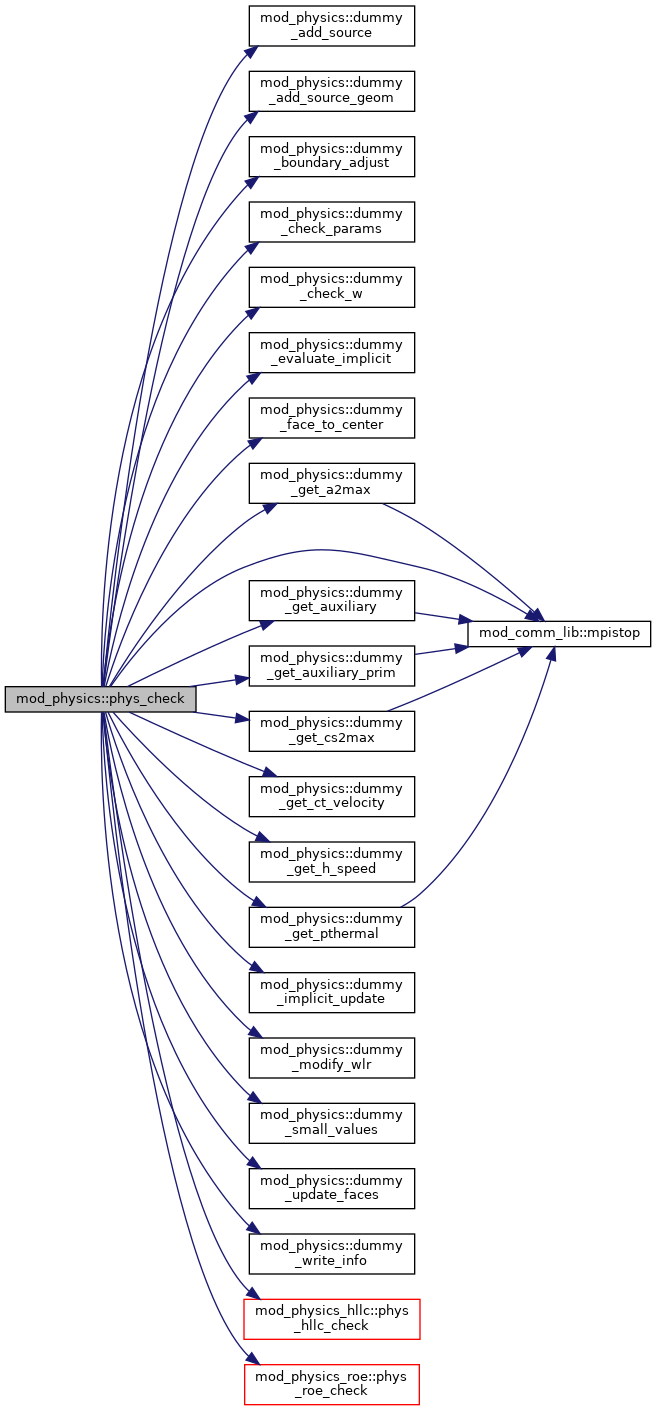 mod_physics::dummy
_add_source
mod_physics::dummy
_add_source_geom
mod_physics::dummy
_boundary_adjust
mod_physics::dummy
_check_params
mod_physics::dummy
_check_w
mod_physics::dummy
_evaluate_implicit
mod_physics::dummy
_face_to_center
mod_physics::dummy
_get_a2max
mod_physics::dummy
_get_auxiliary
mod_comm_lib::mpistop
mod_physics::dummy
_get_auxiliary_prim
mod_physics::phys_check
mod_physics::dummy
_get_cs2max
mod_physics::dummy
_get_ct_velocity
mod_physics::dummy
_get_h_speed
mod_physics::dummy
_get_pthermal
mod_physics::dummy
_implicit_update
mod_physics::dummy
_modify_wlr
mod_physics::dummy
_small_values
mod_physics::dummy
_update_faces
mod_physics::dummy
_write_info
mod_physics_hllc::phys
_hllc_check
mod_physics_roe::phys
_roe_check